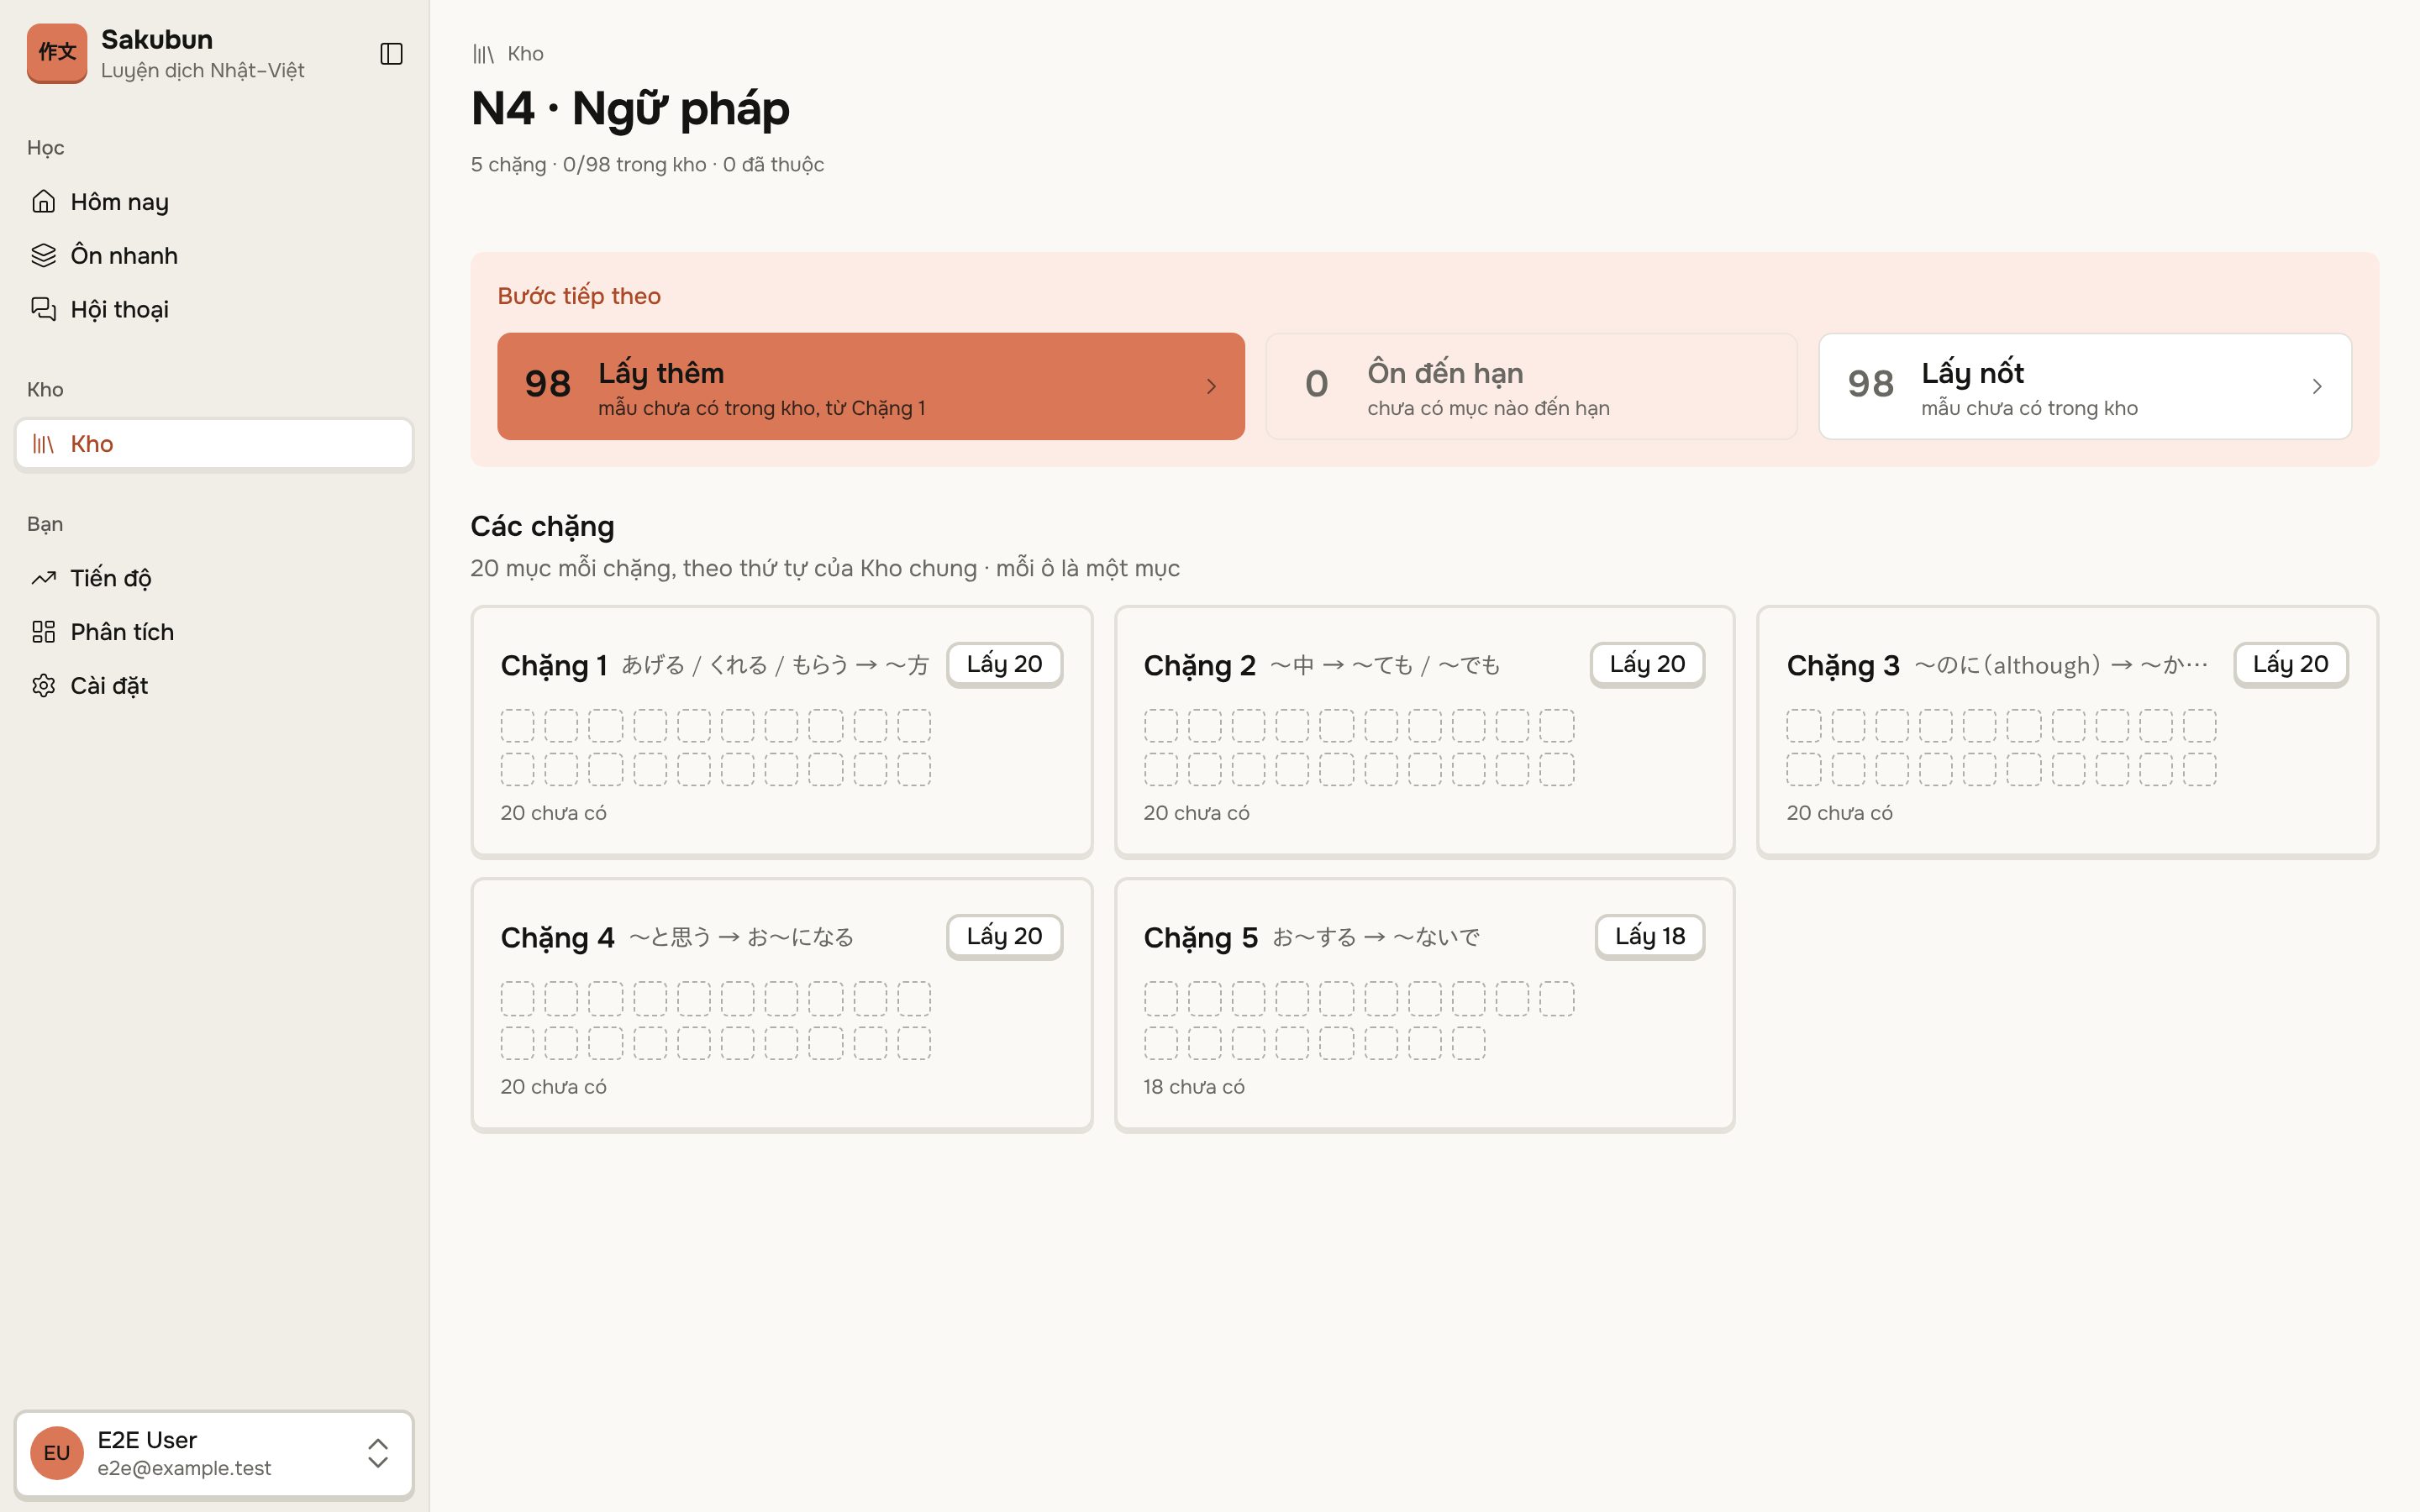 作文
Sakubun
Luyện dịch Nhật–Việt
Học
Hôm nay
Ôn nhanh
Hội thoại
Kho
Kho
Bạn
Tiến độ
Phân tích
Cài đặt
EU
E2E User
e2e@example.test
Kho
N4 · Ngữ pháp
5 chặng · 0/98 trong kho · 0 đã thuộc
Bước tiếp theo
98
Lấy thêm
mẫu chưa có trong kho, từ Chặng 1
0
Ôn đến hạn
chưa có mục nào đến hạn
98
Lấy nốt
mẫu chưa có trong kho
Các chặng
20 mục mỗi chặng, theo thứ tự của Kho chung · mỗi ô là một mục
Chặng 1 あげる / くれる / もらう → 〜方 Lấy 20
20 chưa có
Chặng 2 〜中 → 〜ても / 〜でも Lấy 20
20 chưa có
Chặng 3 〜のに（although） → 〜か… Lấy 20
20 chưa có
Chặng 4 〜と思う → お〜になる Lấy 20
20 chưa có
Chặng 5 お〜する → 〜ないで Lấy 18
18 chưa có